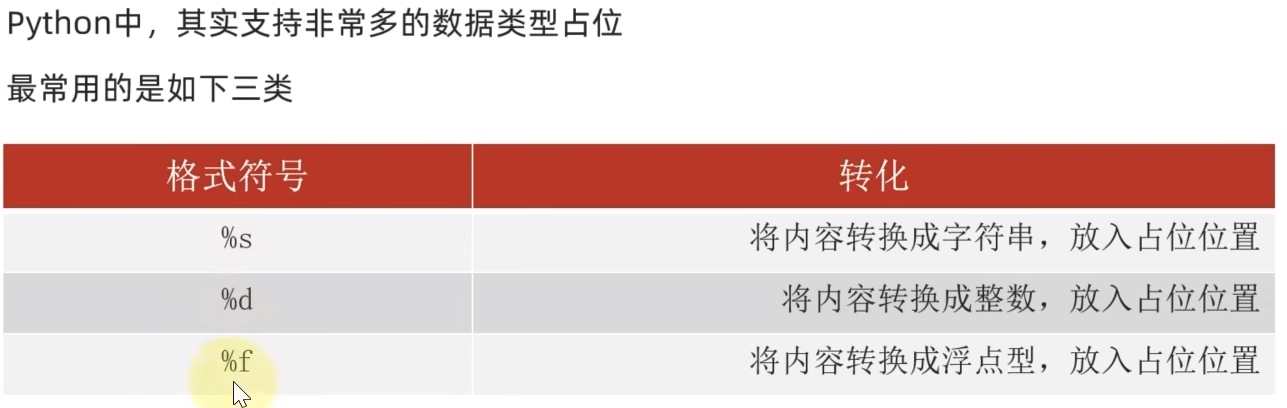 Python中，其实支持非常多的数据类型占位
最常用的是如下三类
格式符号 转化
%s 将内容转换成字符串，放入占位位置
%d 将内容转换成整数，放入占位位置
%f 将内容转换成浮点型，放入占位位置